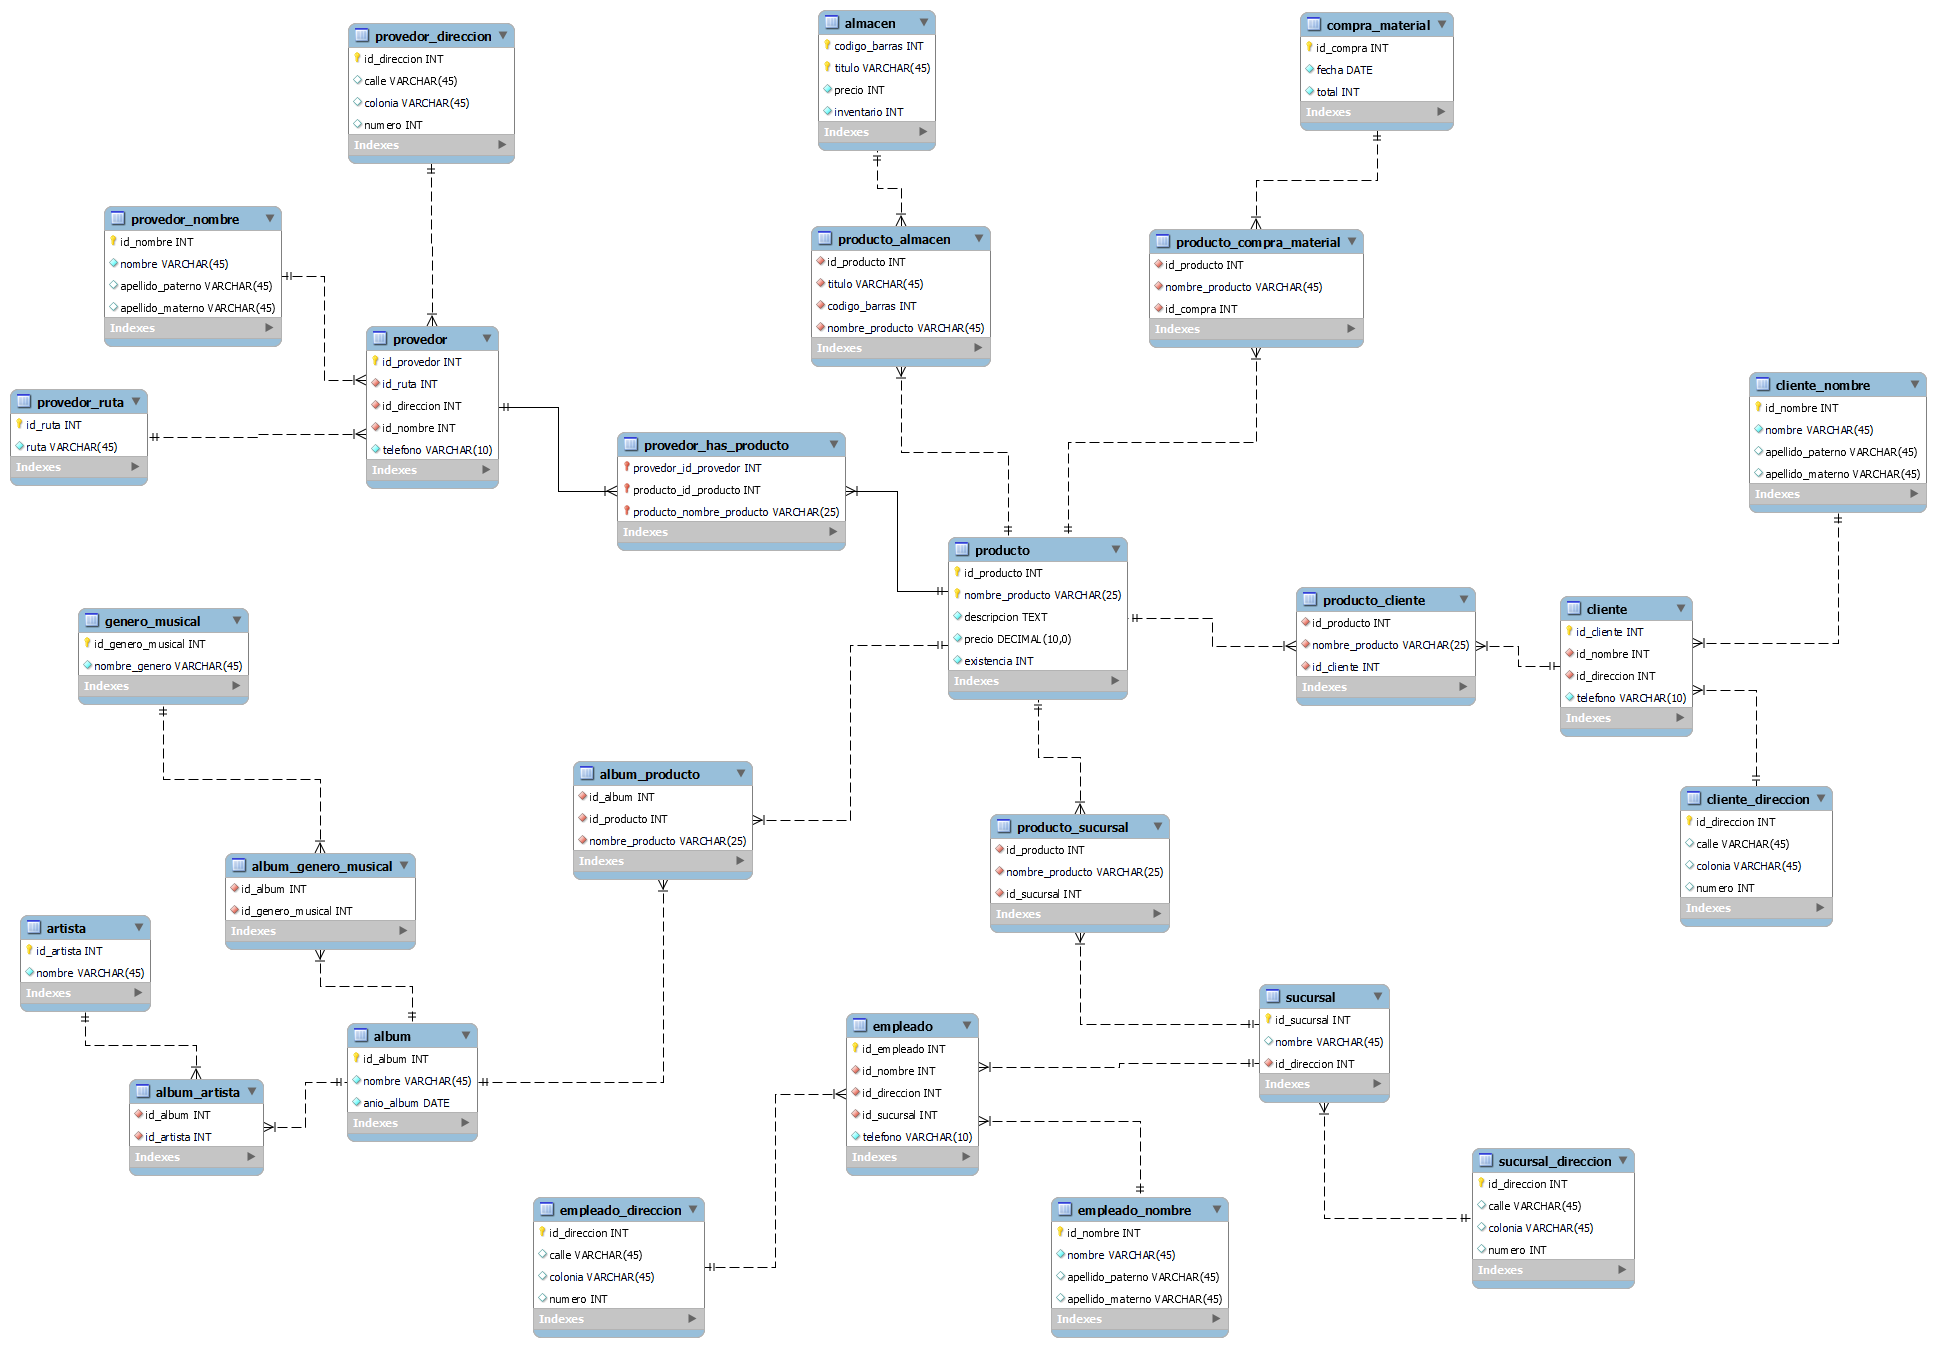 provedor_direccion
id_direccion INT
calle VARCHAR(45)
colonia VARCHAR(45)
numero INT
Indexes
almacen
codigo_barras INT
titulo VARCHAR(45)
precio INT
inventario INT
Indexes
compra_material
id_compra INT
fecha DATE
total INT
Indexes
provedor_nombre
id_nombre INT
nombre VARCHAR(45)
apellido_paterno VARCHAR(45)
apellido_materno VARCHAR(45)
Indexes
producto_almacen
id_producto INT
titulo VARCHAR(45)
codigo_barras INT
nombre_producto VARCHAR(45)
Indexes
producto_compra_material
id_producto INT
nombre_producto VARCHAR(45)
id_compra INT
Indexes
provedor
id_provedor INT
id_ruta INT
id_direccion INT
id_nombre INT
telefono VARCHAR(10)
Indexes
provedor_ruta
id_ruta INT
ruta VARCHAR(45)
Indexes
cliente_nombre
id_nombre INT
nombre VARCHAR(45)
apellido_paterno VARCHAR(45)
apellido_materno VARCHAR(45)
Indexes
provedor_has_producto
provedor_id_provedor INT
producto_id_producto INT
producto_nombre_producto VARCHAR(25)
Indexes
producto
id_producto INT
nombre_producto VARCHAR(25)
descripcion TEXT
precio DECIMAL(10,0)
existencia INT
Indexes
producto_cliente
id_producto INT
nombre_producto VARCHAR(25)
id_cliente INT
Indexes
cliente
id_cliente INT
id_nombre INT
id_direccion INT
telefono VARCHAR(10)
Indexes
genero_musical
id_genero_musical INT
nombre_genero VARCHAR(45)
Indexes
album_producto
id_album INT
id_producto INT
nombre_producto VARCHAR(25)
Indexes
cliente_direccion
id_direccion INT
calle VARCHAR(45)
colonia VARCHAR(45)
numero INT
Indexes
producto_sucursal
id_producto INT
nombre_producto VARCHAR(25)
id_sucursal INT
Indexes
album_genero_musical
id_album INT
id_genero_musical INT
Indexes
artista
id_artista INT
nombre VARCHAR(45)
Indexes
sucursal
id_sucursal INT
nombre VARCHAR(45)
id_direccion INT
Indexes
empleado
id_empleado INT
id_nombre INT
id_direccion INT
id_sucursal INT
telefono VARCHAR(10)
Indexes
album
id_album INT
nombre VARCHAR(45)
anio_album DATE
Indexes
album_artista
id_album INT
id_artista INT
Indexes
sucursal_direccion
id_direccion INT
calle VARCHAR(45)
colonia VARCHAR(45)
numero INT
Indexes
empleado_direccion
id_direccion INT
calle VARCHAR(45)
colonia VARCHAR(45)
numero INT
Indexes
empleado_nombre
id_nombre INT
nombre VARCHAR(45)
apellido_paterno VARCHAR(45)
apellido_materno VARCHAR(45)
Indexes